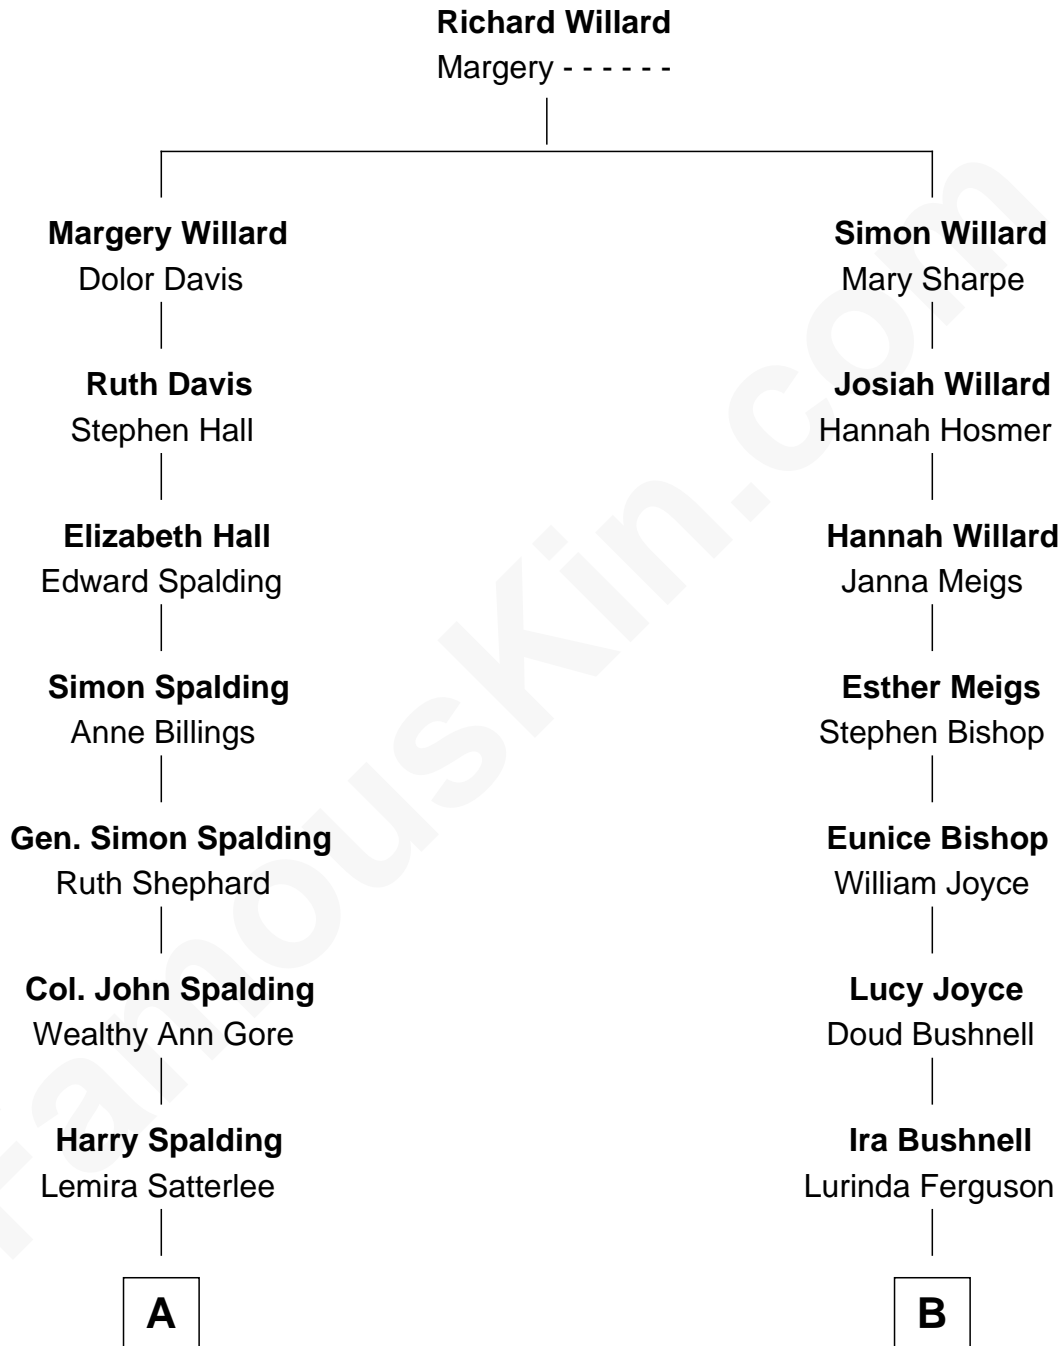 Richard Willard
Margery - - - - - -
Margery Willard
Dolor Davis
Simon Willard
Mary Sharpe
Ruth Davis
Stephen Hall
Josiah Willard
Hannah Hosmer
Elizabeth Hall
Edward Spalding
Hannah Willard
Janna Meigs
Simon Spalding
Anne Billings
Esther Meigs
Stephen Bishop
Gen. Simon Spalding
Ruth Shephard
Eunice Bishop
William Joyce
Col. John Spalding
Wealthy Ann Gore
Lucy Joyce
Doud Bushnell
Harry Spalding
Lemira Satterlee
Ira Bushnell
Lurinda Ferguson
A
B
FamousKin.com